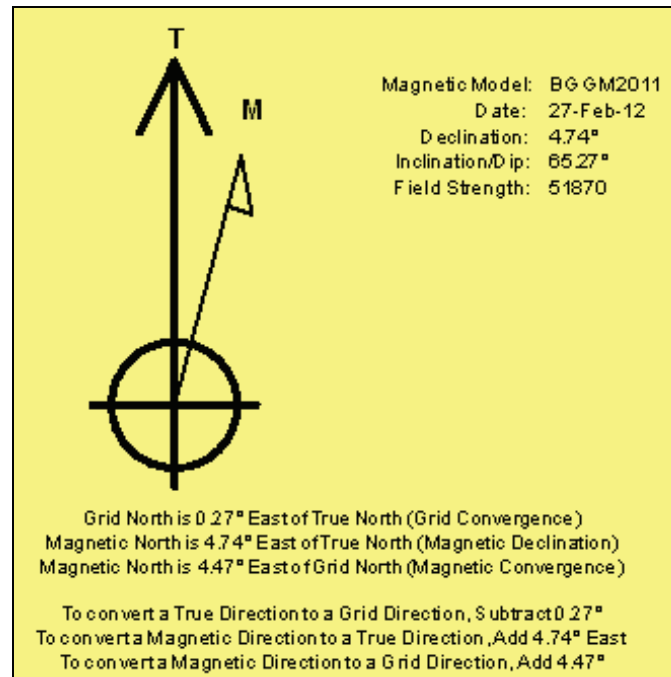 T
M
Magnetic Model: BGGM2011
Date: 27-Feb-12
Declination: 4.74°
Inclination/Dip: 65.27°
Field Strength: 51870
Grid North is 0.27° East of True North (Grid Convergence)
Magnetic North is 4.74° East of True North (Magnetic Declination)
Magnetic North is 4.47° East of Grid North (Magnetic Convergence)
To convert a True Direction to a Grid Direction, Subtract 0.27°
To convert a Magnetic Direction to a True Direction, Add 4.74° East
To convert a Magnetic Direction to a Grid Direction, Add 4.47°